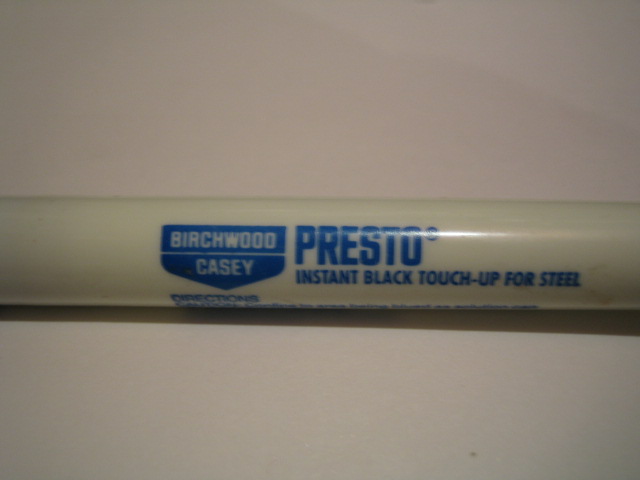 BIRCHWOOD
CASEY
PRESTO®
INSTANT BLACK TOUCH-UP FOR STEEL
DIRECTIONS